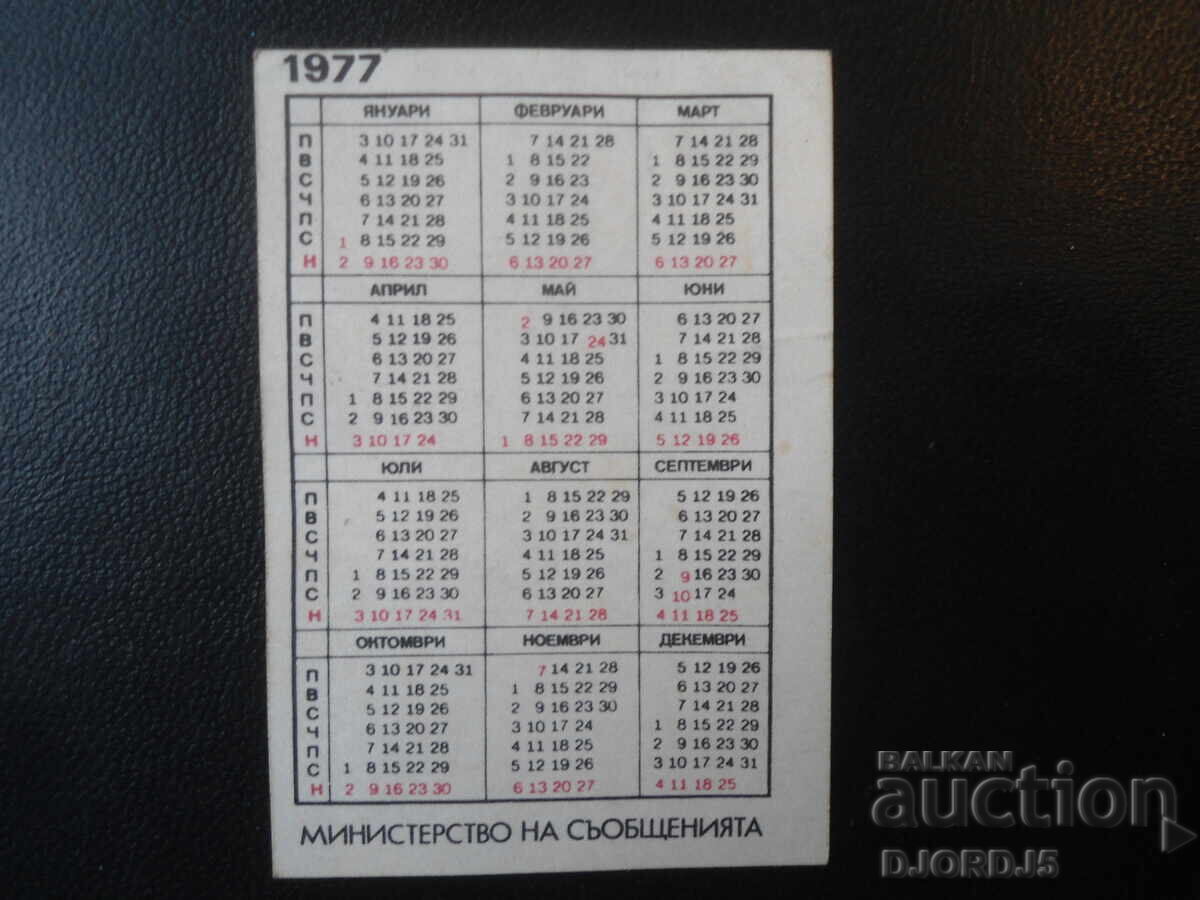 1977
ЯНУАРИ ФЕВРУАРИ МАРТ
П 3 10 17 24 31 7 14 21 28 7 14 21 28
В 4 11 18 25 1 8 15 22 1 8 15 22 29
С 5 12 19 26 2 9 16 23 2 9 16 23 30
Ч 6 13 20 27 3 10 17 24 3 10 17 24 31
П 7 14 21 28 4 11 18 25 4 11 18 25
С 1 8 15 22 29 5 12 19 26 5 12 19 26
Н 2 9 16 23 30 6 13 20 27 6 13 20 27
АПРИЛ МАЙ ЮНИ
П 4 11 18 25 2 9 16 23 30 6 13 20 27
В 5 12 19 26 3 10 17 24 31 7 14 21 28
С 6 13 20 27 4 11 18 25 1 8 15 22 29
Ч 7 14 21 28 5 12 19 26 2 9 16 23 30
П 1 8 15 22 29 6 13 20 27 3 10 17 24
С 2 9 16 23 30 7 14 21 28 4 11 18 25
Н 3 10 17 24 1 8 15 22 29 5 12 19 26
ЮЛИ АВГУСТ СЕПТЕМВРИ
П 4 11 18 25 1 8 15 22 29 5 12 19 26
В 5 12 19 26 2 9 16 23 30 6 13 20 27
С 6 13 20 27 3 10 17 24 31 7 14 21 28
Ч 7 14 21 28 4 11 18 25 1 8 15 22 29
П 1 8 15 22 29 5 12 19 26 2 9 16 23 30
С 2 9 16 23 30 6 13 20 27 3 10 17 24
Н 3 10 17 24 31 7 14 21 28 4 11 18 25
ОКТОМВРИ НОЕМВРИ ДЕКЕМВРИ
П 3 10 17 24 31 7 14 21 28 5 12 19 26
В 4 11 18 25 1 8 15 22 29 6 13 20 27
С 5 12 19 26 2 9 16 23 30 7 14 21 28
Ч 6 13 20 27 3 10 17 24 1 8 15 22 29
П 7 14 21 28 4 11 18 25 2 9 16 23 30
С 1 8 15 22 29 5 12 19 26 3 10 17 24 31
Н 2 9 16 23 30 6 13 20 27 4 11 18 25
МИНИСТЕРСТВО НА СЪОБЩЕНИЯТА
BALKAN
auction
DJORDJ5